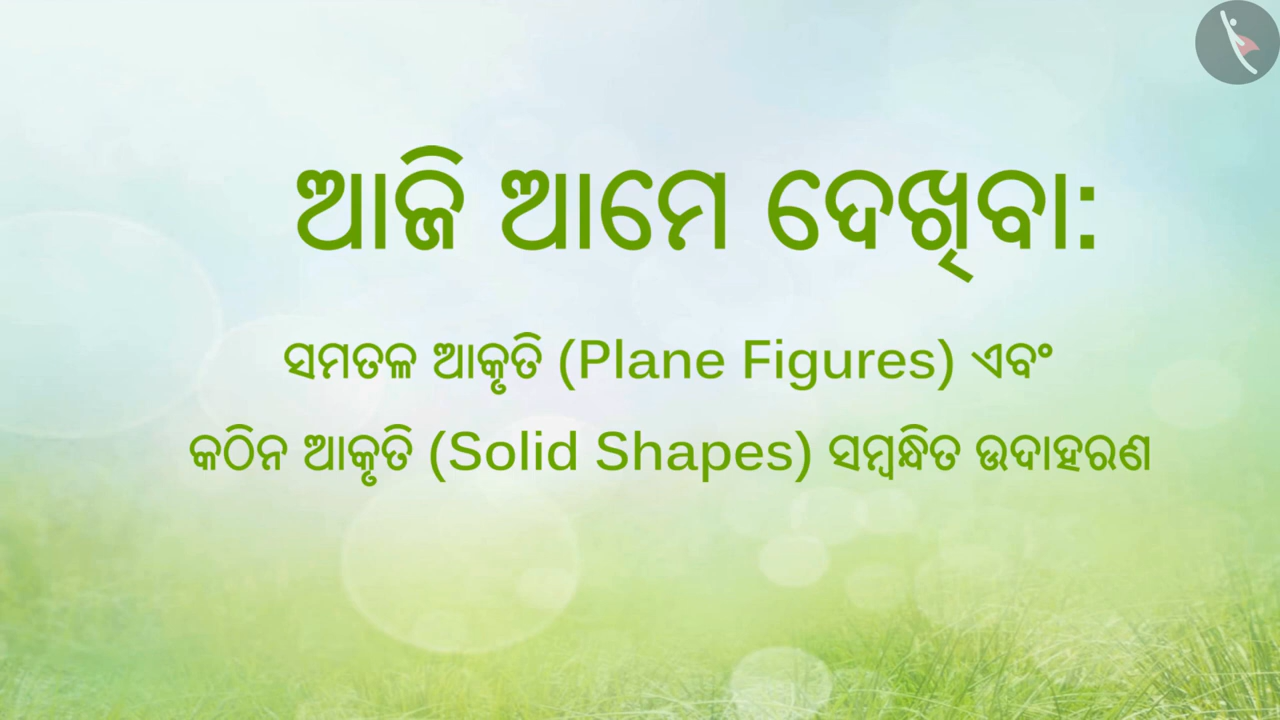 ଆଜି ଆମେ ଦେଖିବା:
ସମତଳ ଆକୃତି (Plane Figures) ଏବଂ
କଠିନ ଆକୃତି (Solid Shapes) ସମ୍ବନ୍ଧିତ ଉଦାହରଣ